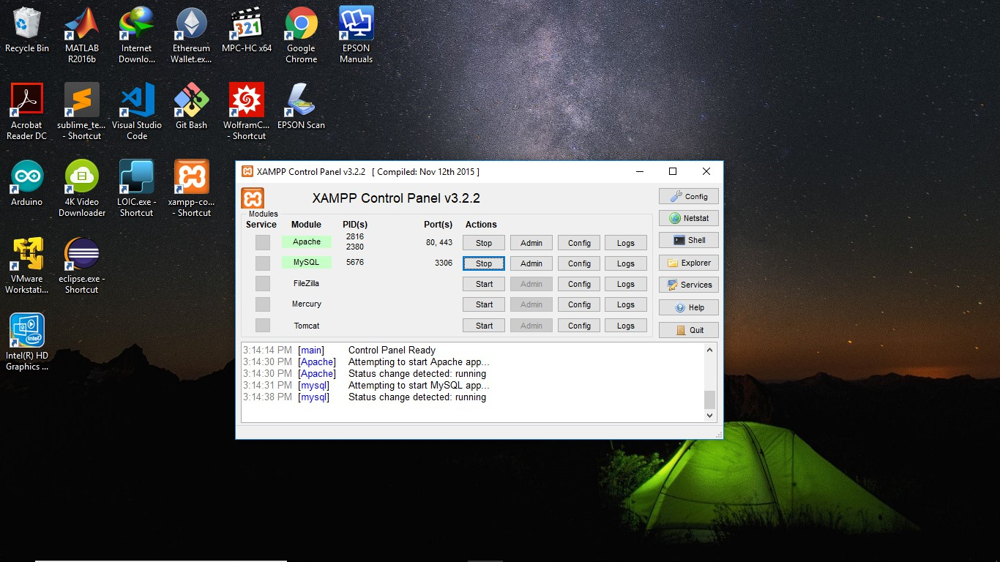 Recycle Bin
MATLAB
R2016b
Internet
Downlo...
Ethereum
Wallet.ex...
MPC-HC x64
321
Google
Chrome
EPSON
Manuals
Acrobat
Reader DC
sublime_te...
- Shortcut
Visual Studio
Code
Git Bash
WolframC...
- Shortcut
EPSON Scan
Arduino
4K Video
Downloader
LOIC.exe -
Shortcut
xampp-co...
- Shortcut
VMware
Workstati...
eclipse.exe -
Shortcut
intel
Intel(R) HD
Graphics ...
XAMPP Control Panel v3.2.2 [ Compiled: Nov 12th 2015 ]
XAMPP Control Panel v3.2.2
Config
Modules
Service Module PID(s) Port(s) Actions
Netstat
Apache 2816 2380 80, 443 Stop Admin Config Logs
Shell
MySQL 5676 3306 Stop Admin Config Logs
Explorer
FileZilla Start Admin Config Logs
Services
Mercury Start Admin Config Logs
Help
Tomcat Start Admin Config Logs
Quit
3:14:14 PM [main] Control Panel Ready
3:14:30 PM [Apache] Attempting to start Apache app...
3:14:30 PM [Apache] Status change detected: running
3:14:31 PM [mysql] Attempting to start MySQL app...
3:14:38 PM [mysql] Status change detected: running